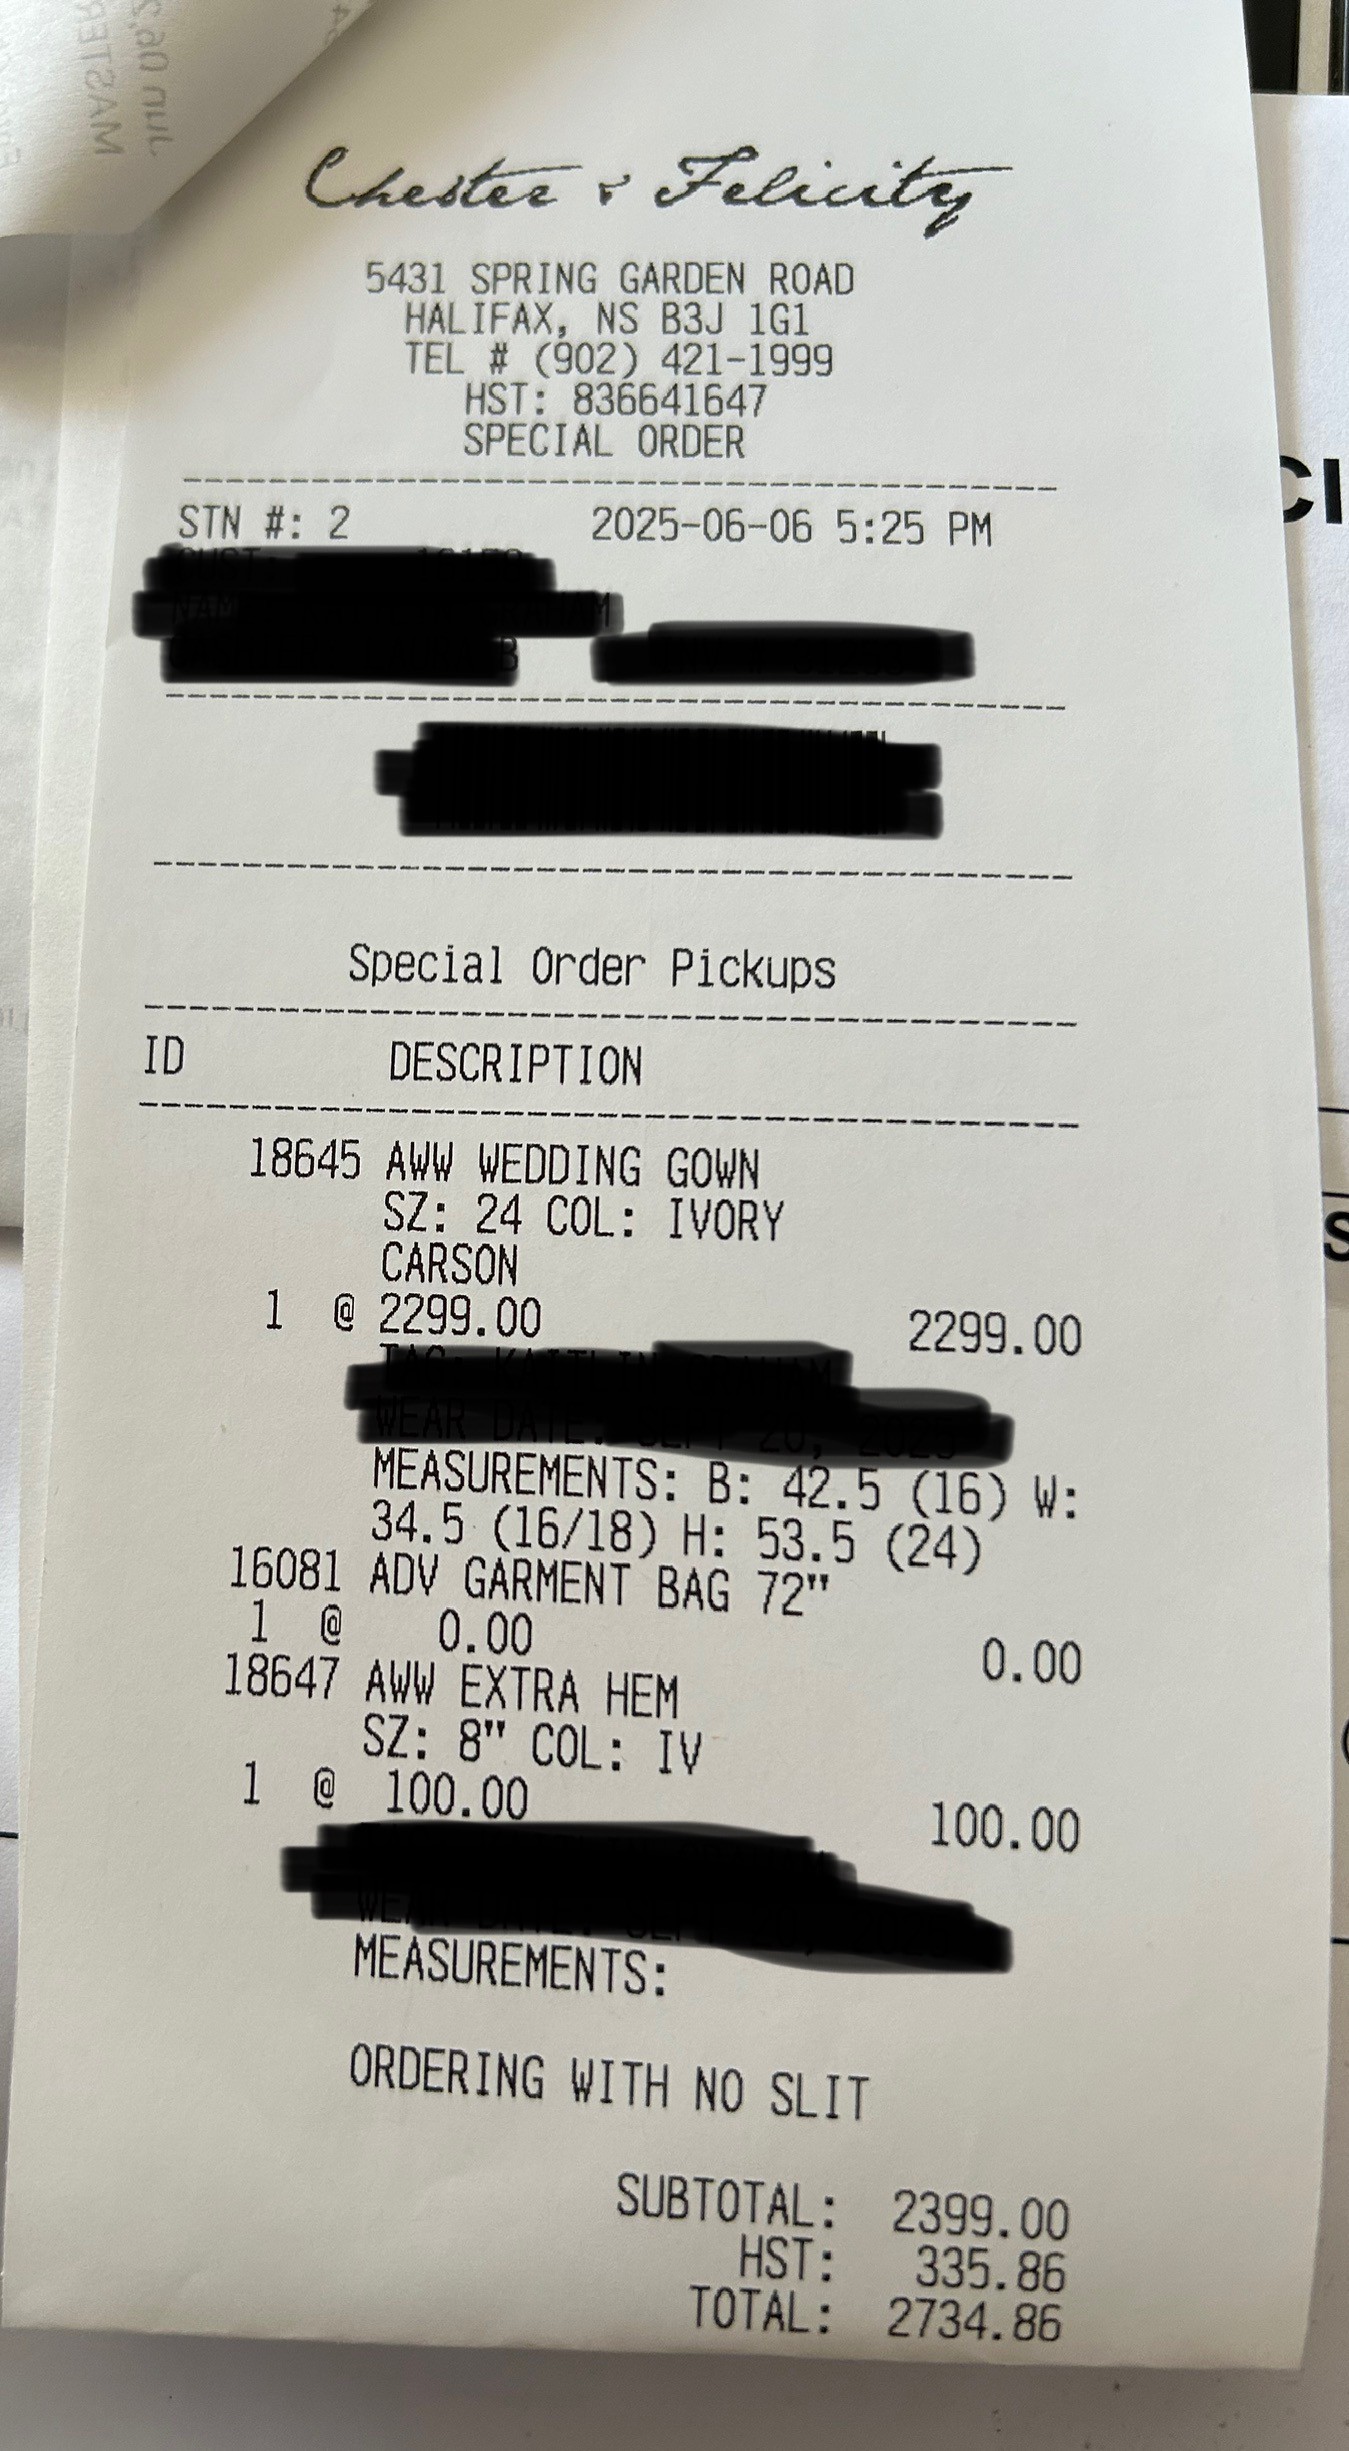 Chester & Felicity
5431 SPRING GARDEN ROAD
HALIFAX, NS B3J 1G1
TEL # (902) 421-1999
HST: 836641647
SPECIAL ORDER
STN #: 2 2025-06-06 5:25 PM
Special Order Pickups
ID DESCRIPTION
18645 AWW WEDDING GOWN
SZ: 24 COL: IVORY
CARSON
1 @ 2299.00 2299.00
MEASUREMENTS: B: 42.5 (16) W:
34.5 (16/18) H: 53.5 (24)
16081 ADV GARMENT BAG 72"
1 @ 0.00 0.00
18647 AWW EXTRA HEM
SZ: 8" COL: IV
1 @ 100.00 100.00
MEASUREMENTS:
ORDERING WITH NO SLIT
SUBTOTAL: 2399.00
HST: 335.86
TOTAL: 2734.86